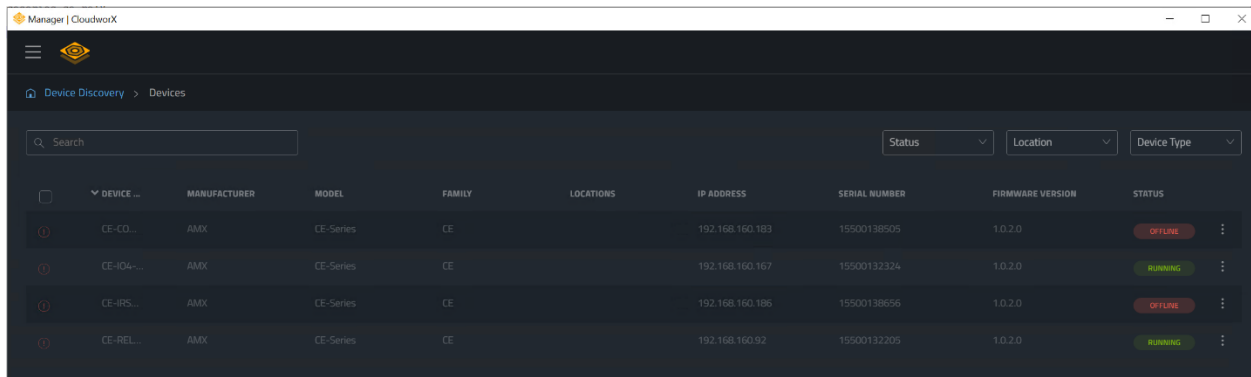 Manager | CloudworX
Device Discovery > Devices
Search Status Location Device Type
DEVICE ... MANUFACTURER MODEL FAMILY LOCATIONS IP ADDRESS SERIAL NUMBER FIRMWARE VERSION STATUS
CE-CO... AMX CE-Series CE 192.168.160.183 15500138505 1.0.2.0 OFFLINE
CE-IO4-... AMX CE-Series CE 192.168.160.167 15500132324 1.0.2.0 RUNNING
CE-IRS... AMX CE-Series CE 192.168.160.186 15500138656 1.0.2.0 OFFLINE
CE-REL... AMX CE-Series CE 192.168.160.92 15500132205 1.0.2.0 RUNNING